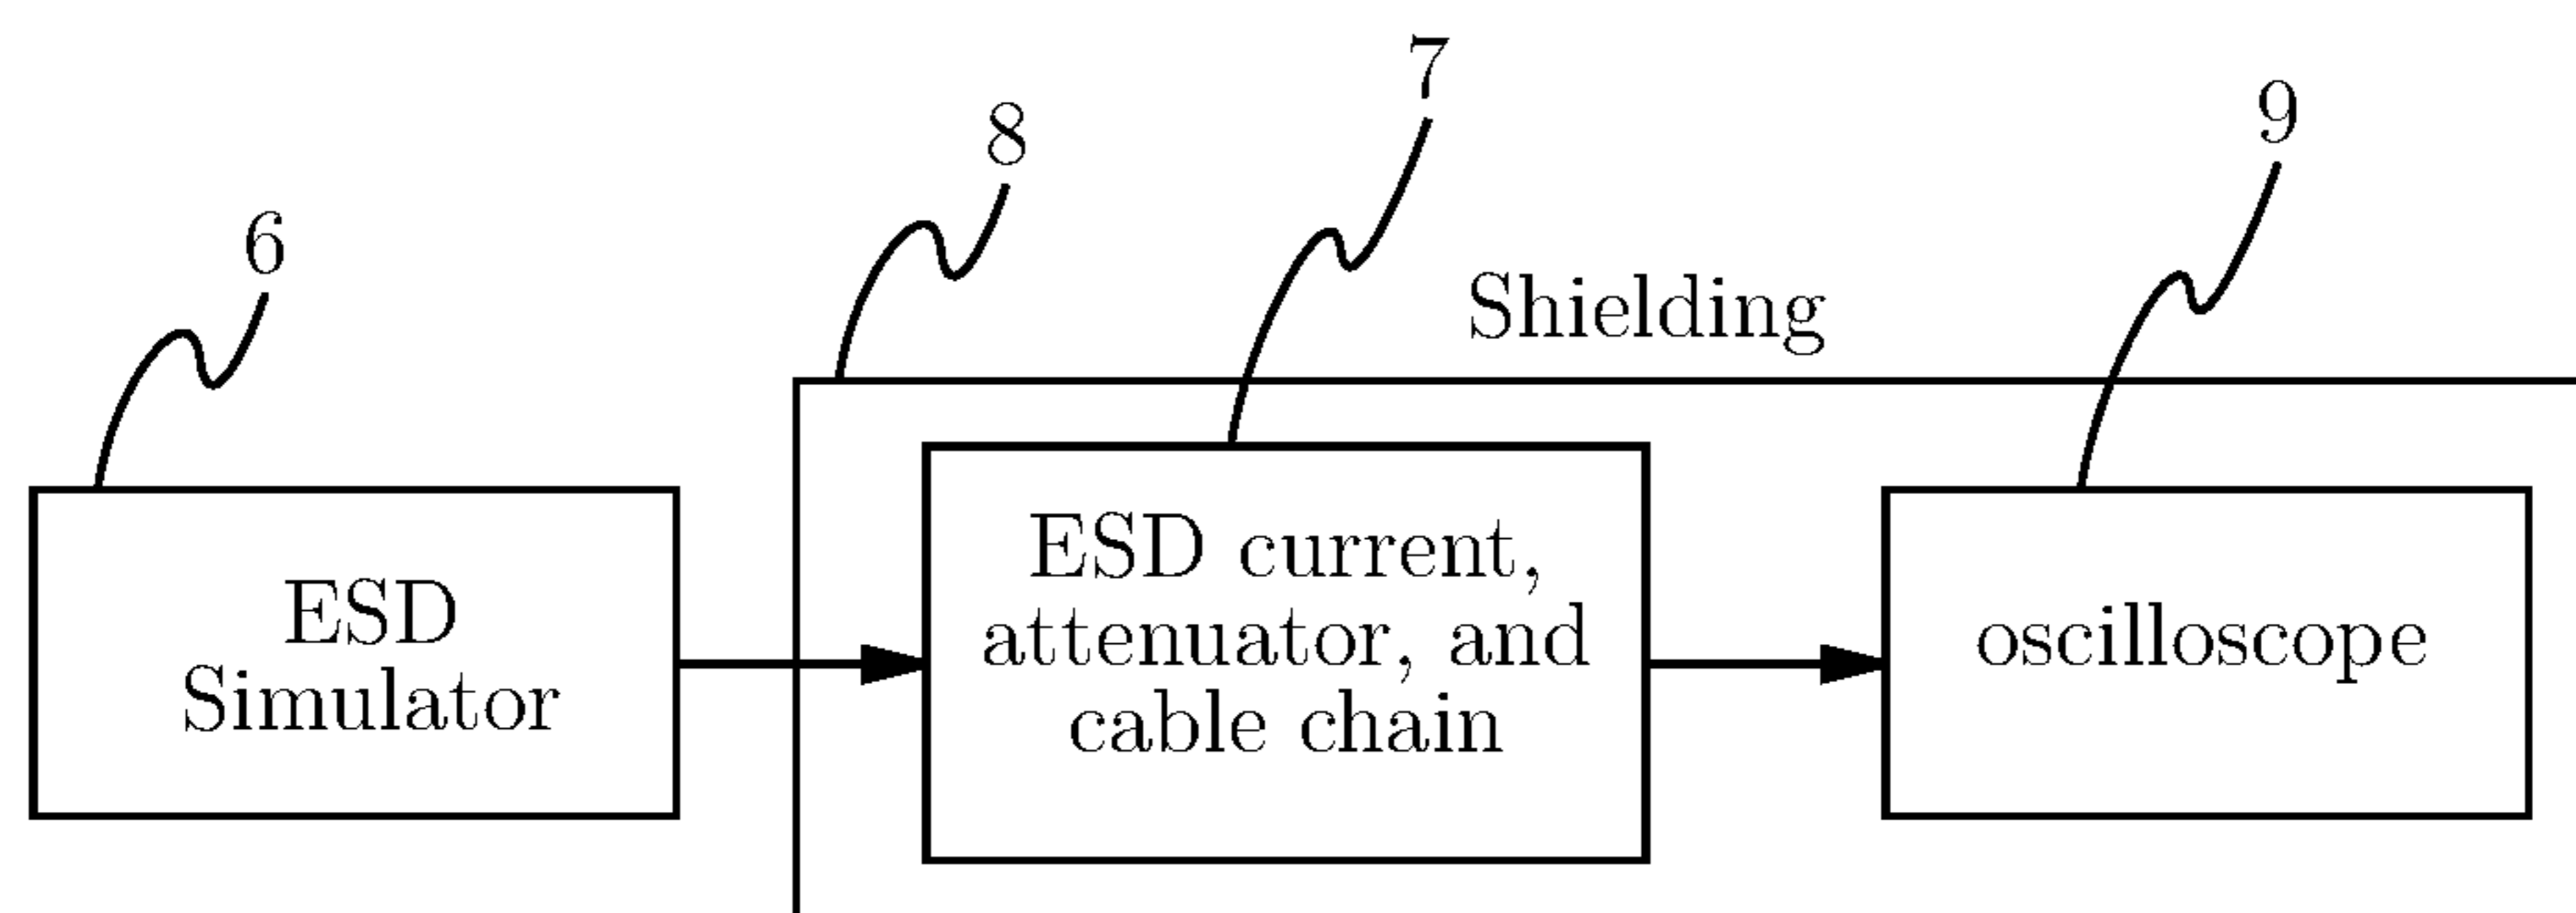 7
8
9
6
Shielding
ESD
Simulator
ESD current,
attenuator, and
cable chain
oscilloscope